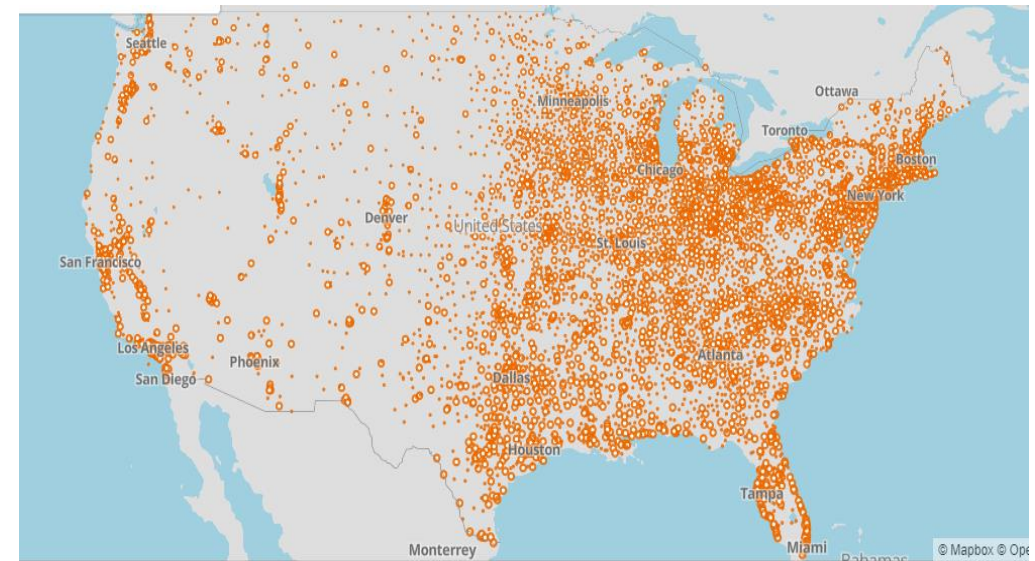 Seattle
Ottawa
Minneapolis
Toronto
Boston
Chicago
New York
Denver
United States
St. Louis
San Francisco
Los Angeles
Atlanta
Phoenix
San Diego
Dallas
Houston
Tampa
Monterrey
Miami
Bahamas
© Mapbox © Ope